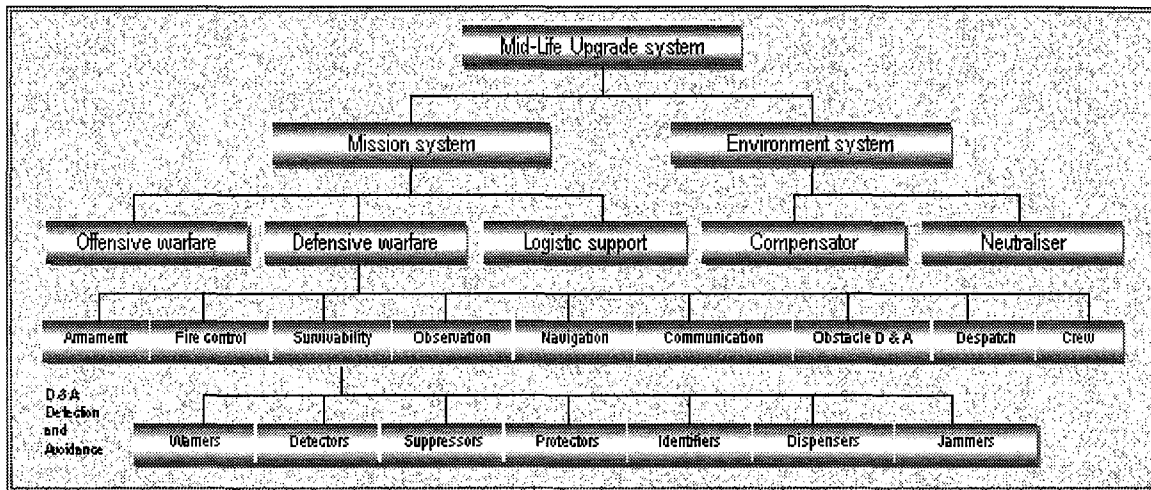 Mid-Life Upgrade system
Mission system
Environment system
Offensive warfare
Defensive warfare
Logistic support
Compensator
Neutraliser
Armament
Fire control
Survivability
Observation
Navigation
Communication
Obstacle D & A
Despatch
Crew
D & A
Detection
and
Avoidance
Warners
Detectors
Suppressors
Protectors
Identifiers
Dispensers
Jammers